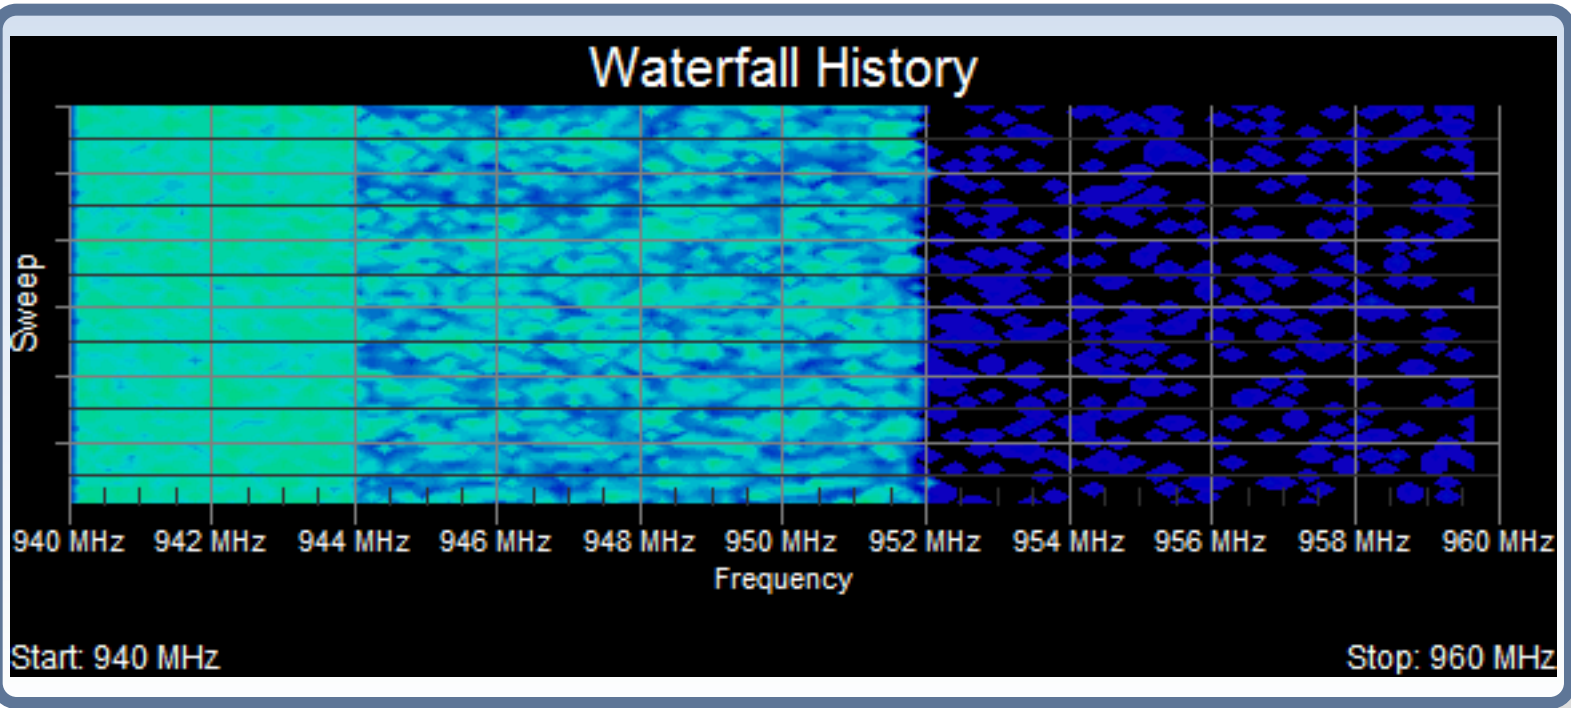 Waterfall History
Sweep
940 MHz 942 MHz 944 MHz 946 MHz 948 MHz 950 MHz 952 MHz 954 MHz 956 MHz 958 MHz 960 MHz
Frequency
Start: 940 MHz Stop: 960 MHz